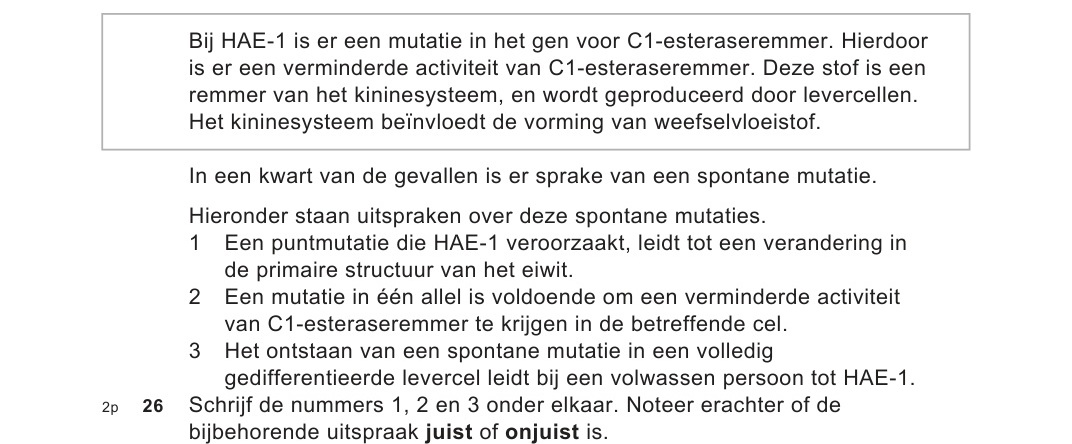 Bij HAE-1 is er een mutatie in het gen voor C1-esteraseremmer. Hierdoor
is er een verminderde activiteit van C1-esteraseremmer. Deze stof is een
remmer van het kininesysteem, en wordt geproduceerd door levercellen.
Het kininesysteem beïnvloedt de vorming van weefselvloeistof.
In een kwart van de gevallen is er sprake van een spontane mutatie.
Hieronder staan uitspraken over deze spontane mutaties.
1 Een puntmutatie die HAE-1 veroorzaakt, leidt tot een verandering in
de primaire structuur van het eiwit.
2 Een mutatie in één allel is voldoende om een verminderde activiteit
van C1-esteraseremmer te krijgen in de betreffende cel.
3 Het ontstaan van een spontane mutatie in een volledig
gedifferentieerde levercel leidt bij een volwassen persoon tot HAE-1.
2p 26 Schrijf de nummers 1, 2 en 3 onder elkaar. Noteer erachter of de
bijbehorende uitspraak juist of onjuist is.